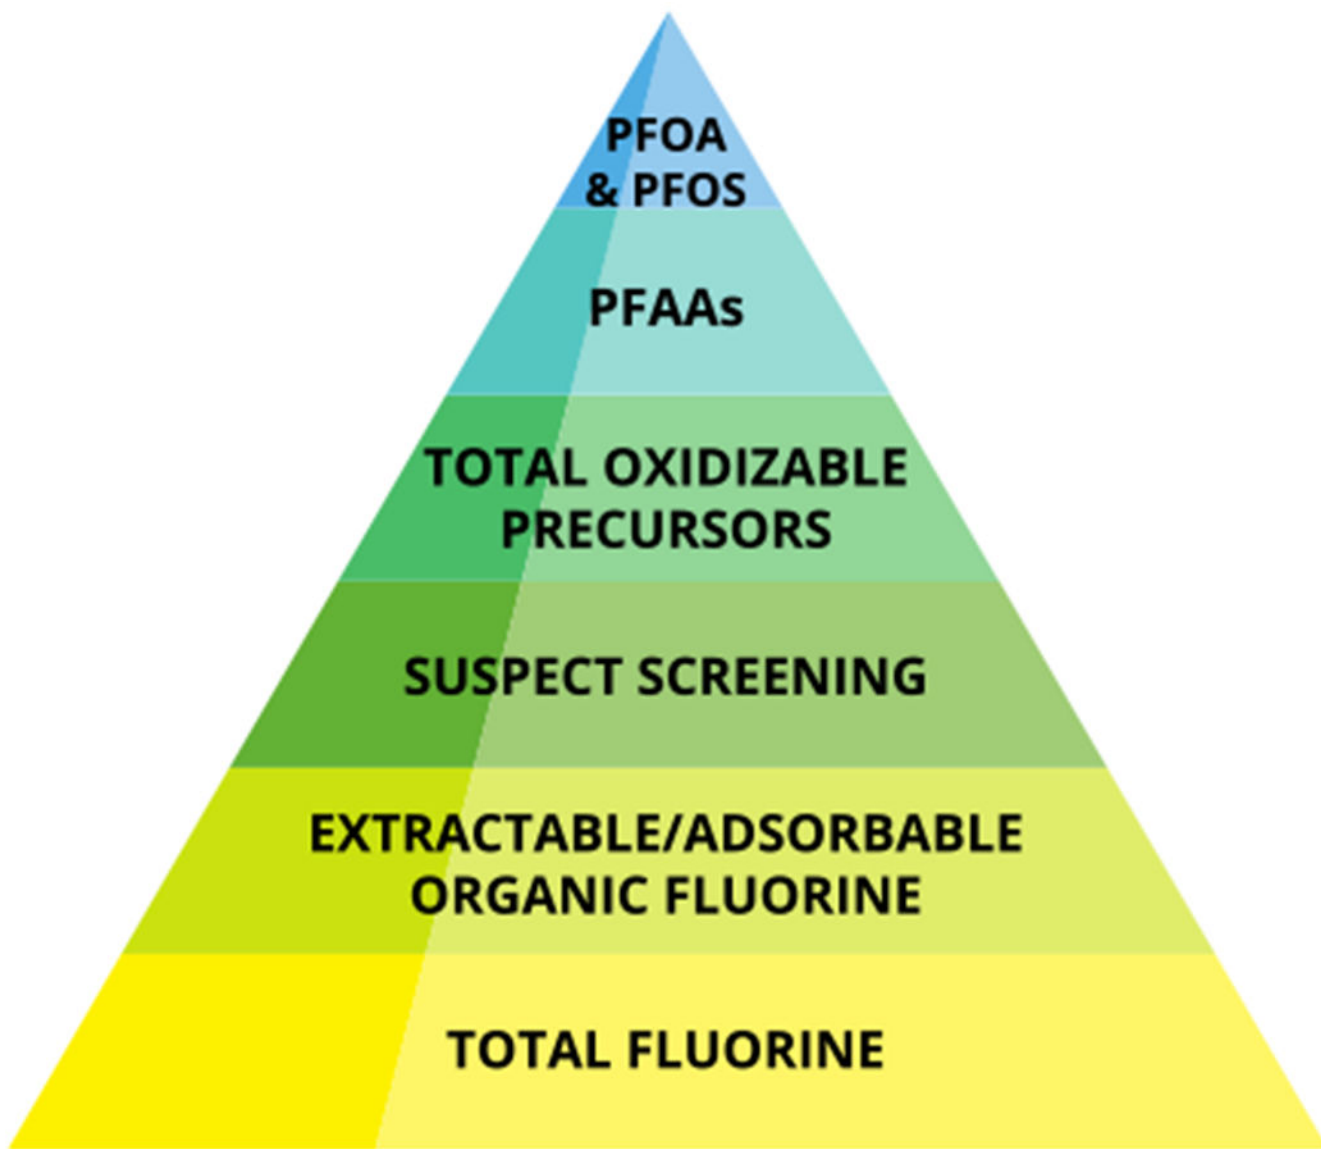 PFOA
& PFOS
PFAAs
TOTAL OXIDIZABLE
PRECURSORS
SUSPECT SCREENING
EXTRACTABLE/ADSORBABLE
ORGANIC FLUORINE
TOTAL FLUORINE